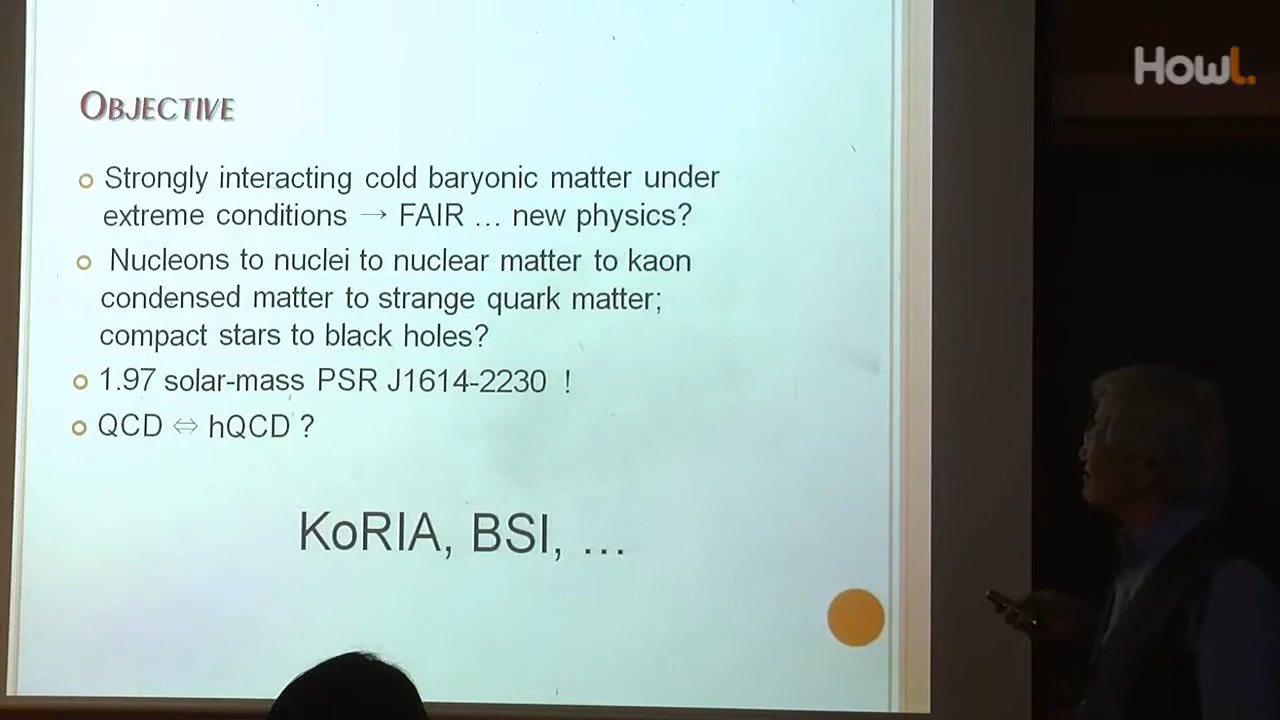 HowL.
OBJECTIVE
Strongly interacting cold baryonic matter under
extreme conditions → FAIR … new physics?
Nucleons to nuclei to nuclear matter to kaon
condensed matter to strange quark matter;
compact stars to black holes?
1.97 solar-mass PSR J1614-2230 !
QCD ⇔ hQCD ?
KoRIA, BSI, …